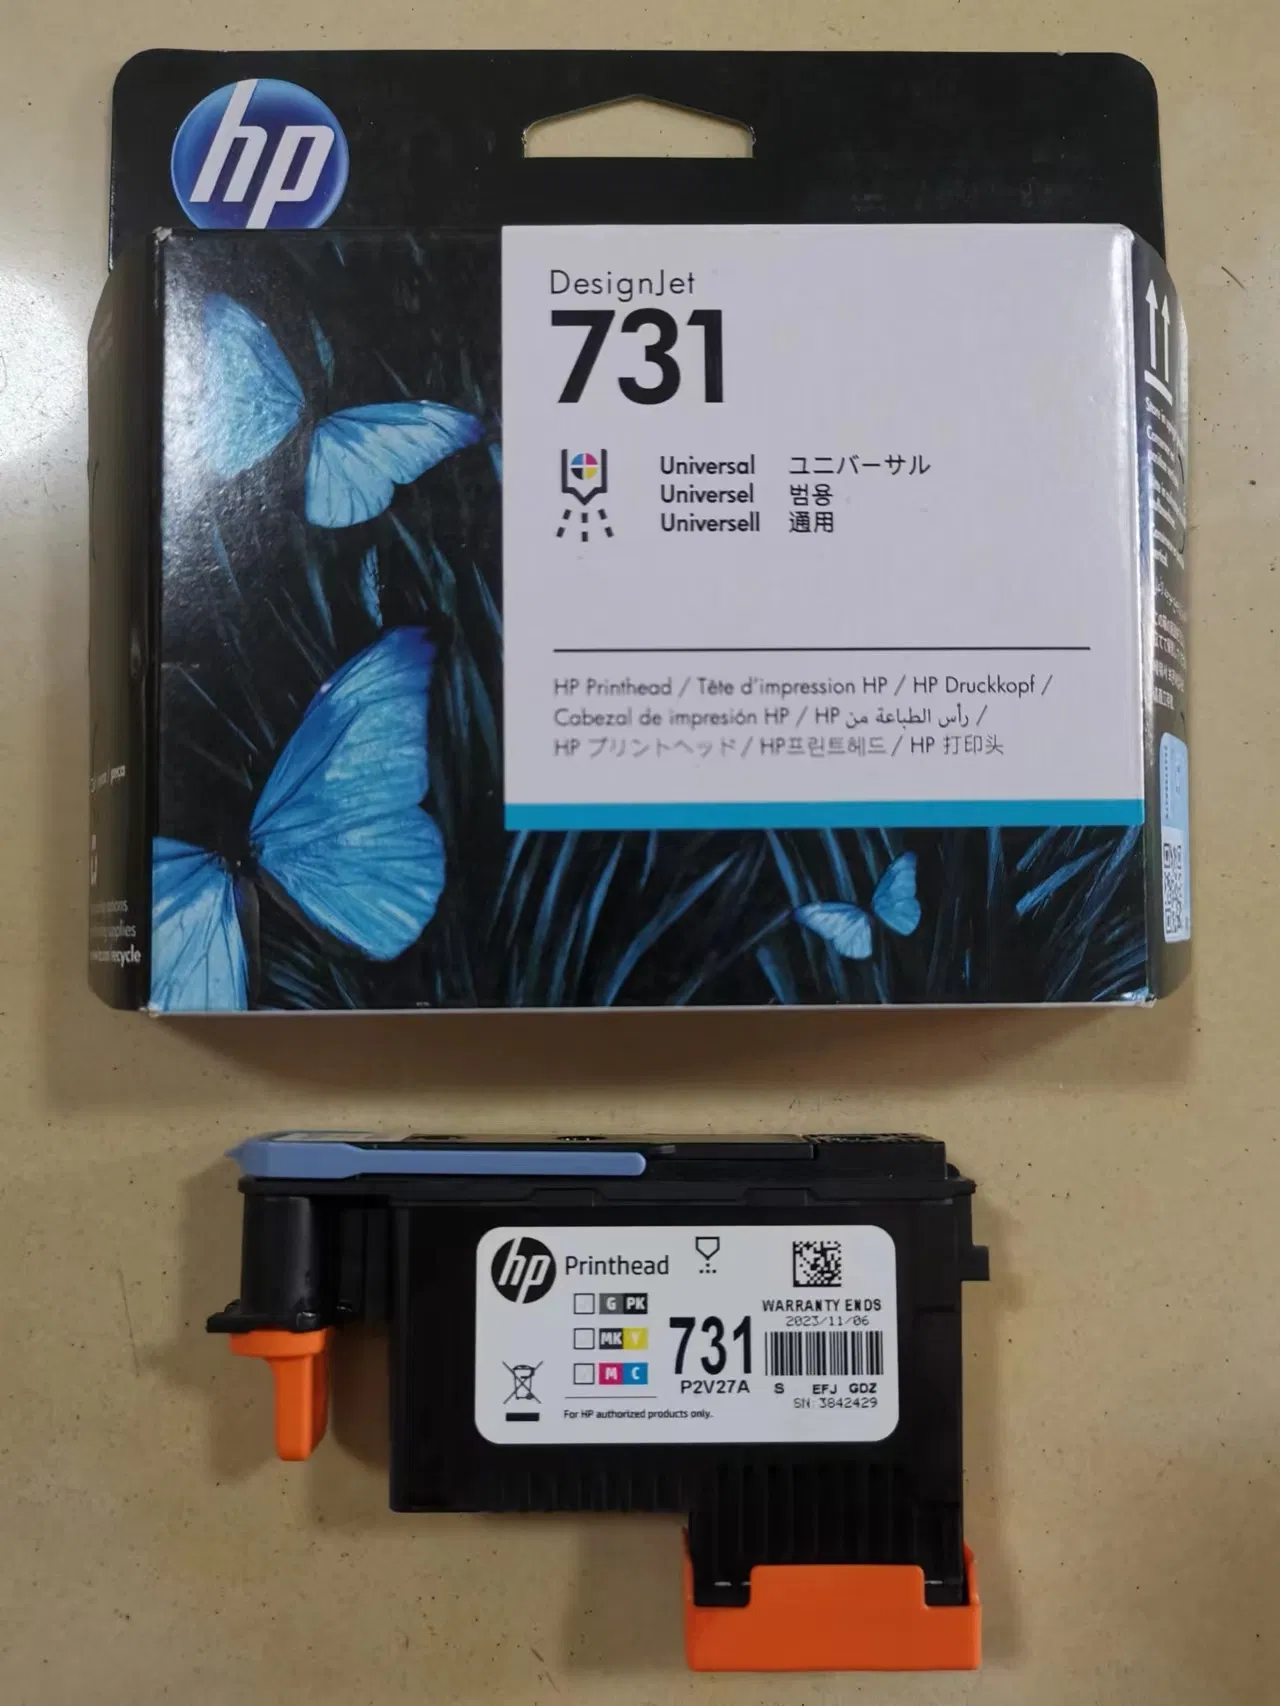 hp
DesignJet
731
Universal ユニバーサル
Universel 범용
Universell 通用
HP Printhead / Tête d'impression HP / HP Druckkopf /
Cabezal de impresión HP / HP رأس الطباعة من /
HP プリントヘッド / HP프린트헤드 / HP 打印头
recycle
hp Printhead
G PK
MK Y
M C
731
P2V27A
For HP authorized products only.
WARRANTY ENDS
2023/11/06
S EFJ GDZ
SN:3842429